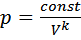 p = const / V^k